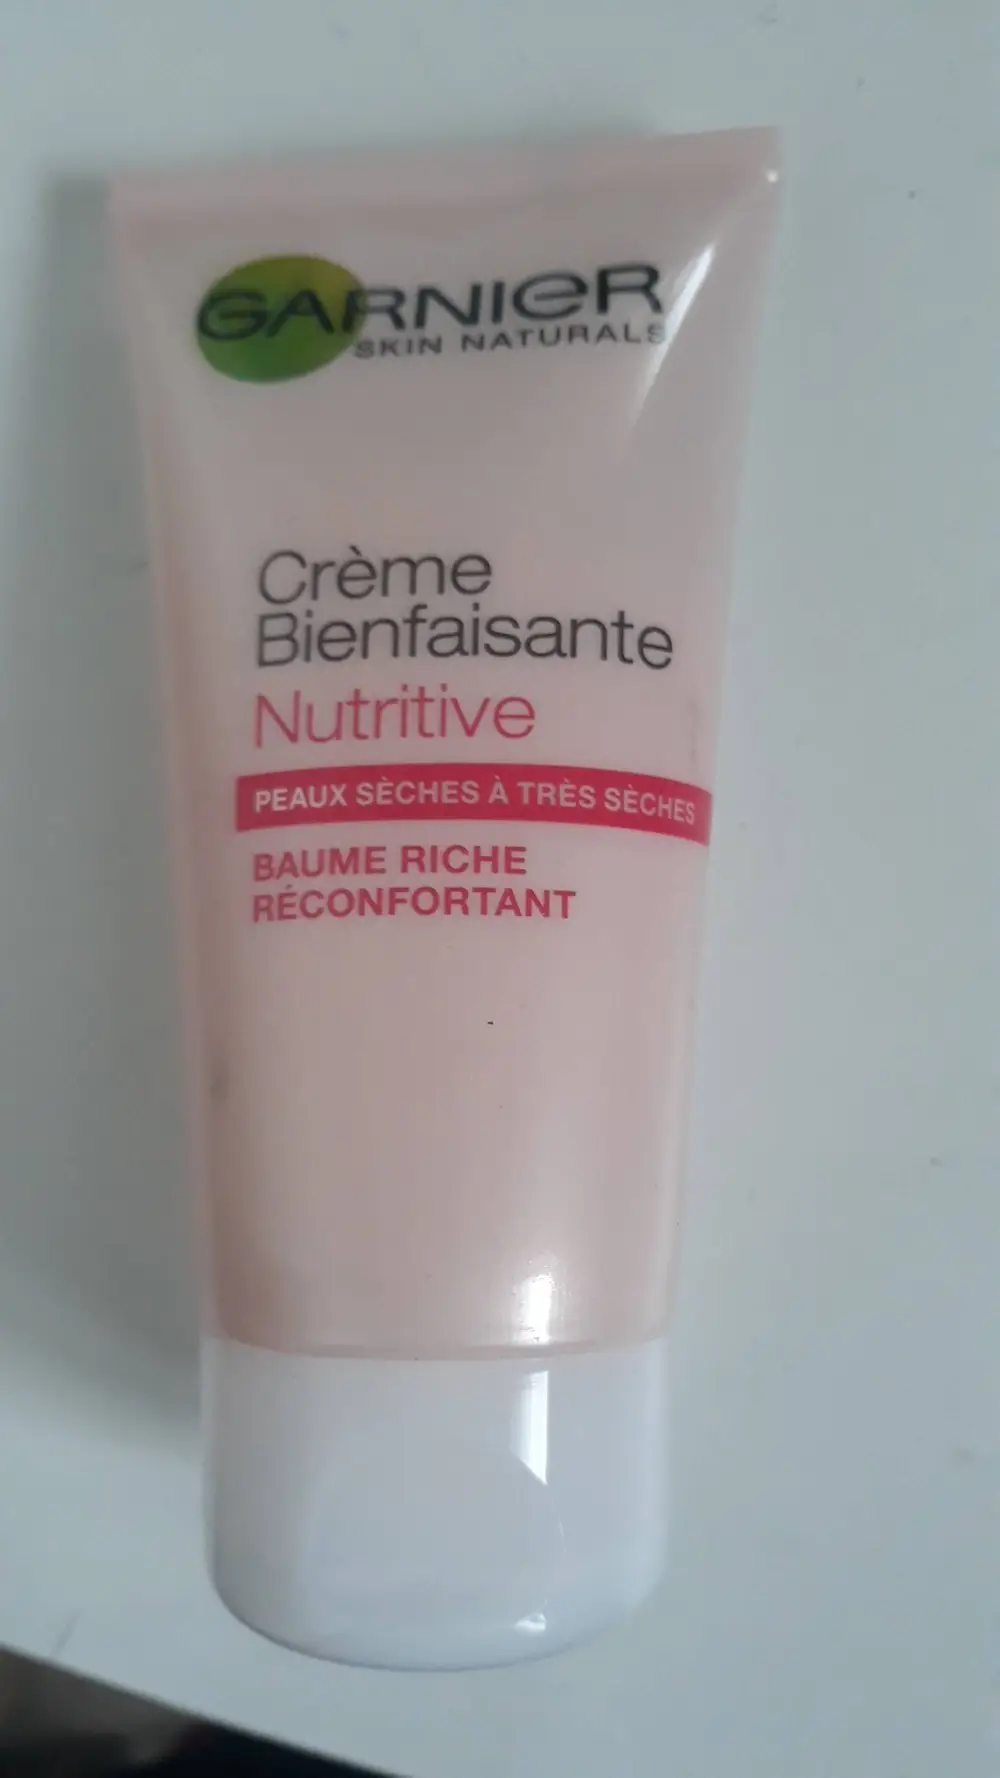 GARNIER
SKIN NATURALS
Crème
Bienfaisante
Nutritive
PEAUX SÈCHES À TRÈS SÈCHES
BAUME RICHE
RÉCONFORTANT